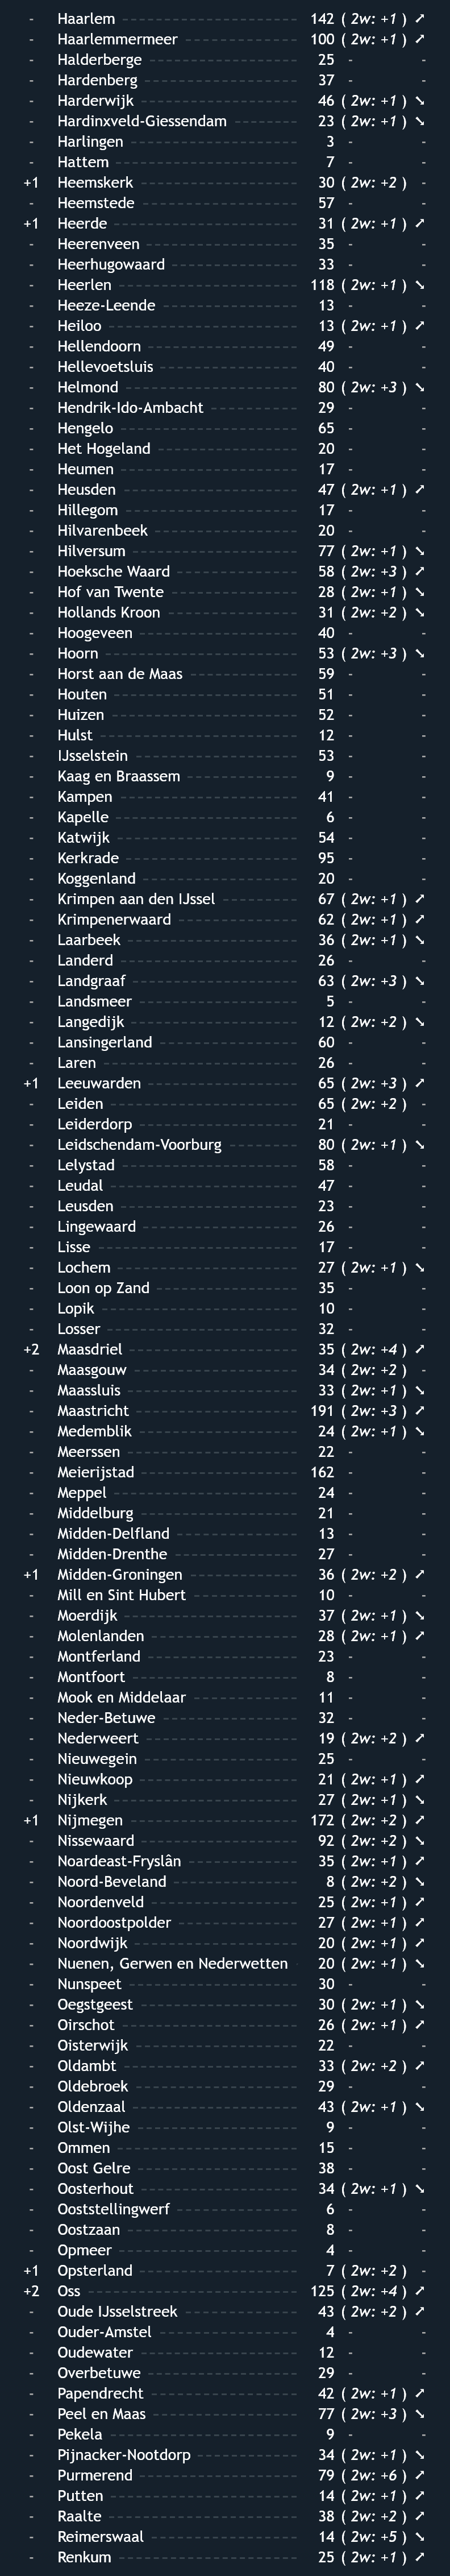 - Haarlem 142 ( 2w: +1 ) ↗
- Haarlemmermeer 100 ( 2w: +1 ) ↗
- Halderberge 25 - -
- Hardenberg 37 - -
- Harderwijk 46 ( 2w: +1 ) ↘
- Hardinxveld-Giessendam 23 ( 2w: +1 ) ↘
- Harlingen 3 - -
- Hattem 7 - -
+1 Heemskerk 30 ( 2w: +2 ) -
- Heemstede 57 - -
+1 Heerde 31 ( 2w: +1 ) ↗
- Heerenveen 35 - -
- Heerhugowaard 33 - -
- Heerlen 118 ( 2w: +1 ) ↘
- Heeze-Leende 13 - -
- Heiloo 13 ( 2w: +1 ) ↗
- Hellendoorn 49 - -
- Hellevoetsluis 40 - -
- Helmond 80 ( 2w: +3 ) ↘
- Hendrik-Ido-Ambacht 29 - -
- Hengelo 65 - -
- Het Hogeland 20 - -
- Heumen 17 - -
- Heusden 47 ( 2w: +1 ) ↗
- Hillegom 17 - -
- Hilvarenbeek 20 - -
- Hilversum 77 ( 2w: +1 ) ↘
- Hoeksche Waard 58 ( 2w: +3 ) ↗
- Hof van Twente 28 ( 2w: +1 ) ↘
- Hollands Kroon 31 ( 2w: +2 ) ↘
- Hoogeveen 40 - -
- Hoorn 53 ( 2w: +3 ) ↘
- Horst aan de Maas 59 - -
- Houten 51 - -
- Huizen 52 - -
- Hulst 12 - -
- IJsselstein 53 - -
- Kaag en Braassem 9 - -
- Kampen 41 - -
- Kapelle 6 - -
- Katwijk 54 - -
- Kerkrade 95 - -
- Koggenland 20 - -
- Krimpen aan den IJssel 67 ( 2w: +1 ) ↗
- Krimpenerwaard 62 ( 2w: +1 ) ↗
- Laarbeek 36 ( 2w: +1 ) ↘
- Landerd 26 - -
- Landgraaf 63 ( 2w: +3 ) ↘
- Landsmeer 5 - -
- Langedijk 12 ( 2w: +2 ) ↘
- Lansingerland 60 - -
- Laren 26 - -
+1 Leeuwarden 65 ( 2w: +3 ) ↗
- Leiden 65 ( 2w: +2 ) -
- Leiderdorp 21 - -
- Leidschendam-Voorburg 80 ( 2w: +1 ) ↘
- Lelystad 58 - -
- Leudal 47 - -
- Leusden 23 - -
- Lingewaard 26 - -
- Lisse 17 - -
- Lochem 27 ( 2w: +1 ) ↘
- Loon op Zand 35 - -
- Lopik 10 - -
- Losser 32 - -
+2 Maasdriel 35 ( 2w: +4 ) ↗
- Maasgouw 34 ( 2w: +2 ) -
- Maassluis 33 ( 2w: +1 ) ↘
- Maastricht 191 ( 2w: +3 ) ↗
- Medemblik 24 ( 2w: +1 ) ↘
- Meerssen 22 - -
- Meierijstad 162 - -
- Meppel 24 - -
- Middelburg 21 - -
- Midden-Delfland 13 - -
- Midden-Drenthe 27 - -
+1 Midden-Groningen 36 ( 2w: +2 ) ↗
- Mill en Sint Hubert 10 - -
- Moerdijk 37 ( 2w: +1 ) ↘
- Molenlanden 28 ( 2w: +1 ) ↗
- Montferland 23 - -
- Montfoort 8 - -
- Mook en Middelaar 11 - -
- Neder-Betuwe 32 - -
- Nederweert 19 ( 2w: +2 ) ↗
- Nieuwegein 25 - -
- Nieuwkoop 21 ( 2w: +1 ) ↗
- Nijkerk 27 ( 2w: +1 ) ↘
+1 Nijmegen 172 ( 2w: +2 ) ↗
- Nissewaard 92 ( 2w: +2 ) ↘
- Noardeast-Fryslân 35 ( 2w: +1 ) ↗
- Noord-Beveland 8 ( 2w: +2 ) ↘
- Noordenveld 25 ( 2w: +1 ) ↗
- Noordoostpolder 27 ( 2w: +1 ) ↗
- Noordwijk 20 ( 2w: +1 ) ↗
- Nuenen, Gerwen en Nederwetten 20 ( 2w: +1 ) ↘
- Nunspeet 30 - -
- Oegstgeest 30 ( 2w: +1 ) ↘
- Oirschot 26 ( 2w: +1 ) ↗
- Oisterwijk 22 - -
- Oldambt 33 ( 2w: +2 ) ↗
- Oldebroek 29 - -
- Oldenzaal 43 ( 2w: +1 ) ↘
- Olst-Wijhe 9 - -
- Ommen 15 - -
- Oost Gelre 38 - -
- Oosterhout 34 ( 2w: +1 ) ↘
- Ooststellingwerf 6 - -
- Oostzaan 8 - -
- Opmeer 4 - -
+1 Opsterland 7 ( 2w: +2 ) -
+2 Oss 125 ( 2w: +4 ) ↗
- Oude IJsselstreek 43 ( 2w: +2 ) ↗
- Ouder-Amstel 4 - -
- Oudewater 12 - -
- Overbetuwe 29 - -
- Papendrecht 42 ( 2w: +1 ) ↗
- Peel en Maas 77 ( 2w: +3 ) ↘
- Pekela 9 - -
- Pijnacker-Nootdorp 34 ( 2w: +1 ) ↘
- Purmerend 79 ( 2w: +6 ) ↗
- Putten 14 ( 2w: +1 ) ↗
- Raalte 38 ( 2w: +2 ) ↗
- Reimerswaal 14 ( 2w: +5 ) ↘
- Renkum 25 ( 2w: +1 ) ↗